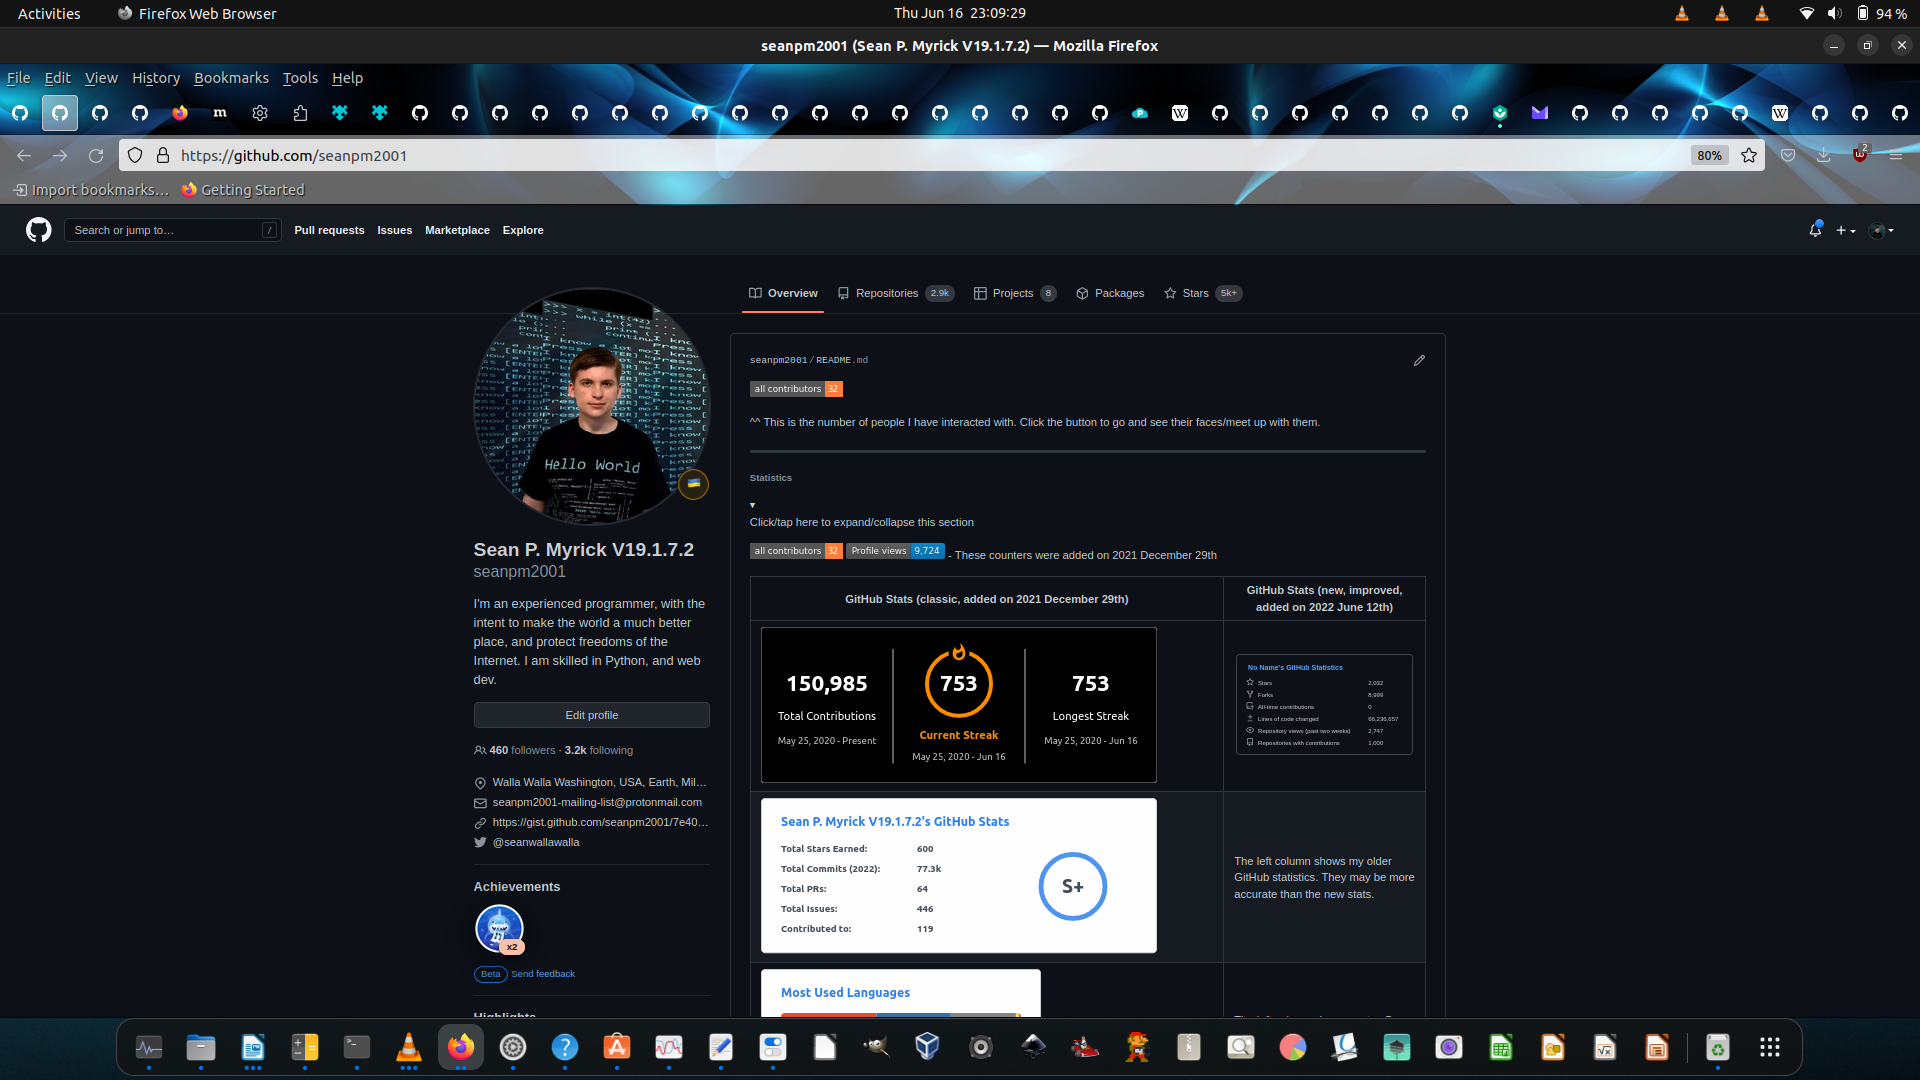 Activities
Firefox Web Browser
Thu Jun 16 23:09:29
94 %
seanpm2001 (Sean P. Myrick V19.1.7.2) — Mozilla Firefox
File Edit View History Bookmarks Tools Help
https://github.com/seanpm2001
80%
2
Import bookmarks…
Getting Started
Search or jump to…
/
Pull requests
Issues
Marketplace
Explore
Overview
Repositories 2.9k
Projects 8
Packages
Stars 5k+
Hello World
Sean P. Myrick V19.1.7.2
seanpm2001
I'm an experienced programmer, with the
intent to make the world a much better
place, and protect freedoms of the
Internet. I am skilled in Python, and web
dev.
Edit profile
460 followers · 3.2k following
Walla Walla Washington, USA, Earth, Mil…
seanpm2001-mailing-list@protonmail.com
https://gist.github.com/seanpm2001/7e40…
@seanwallawalla
Achievements
x2
Beta Send feedback
seanpm2001/README.md
all contributors 32
^^ This is the number of people I have interacted with. Click the button to go and see their faces/meet up with them.
Statistics
▾
Click/tap here to expand/collapse this section
all contributors 32 Profile views 9,724 - These counters were added on 2021 December 29th
GitHub Stats (classic, added on 2021 December 29th)
GitHub Stats (new, improved,
added on 2022 June 12th)
150,985
Total Contributions
May 25, 2020 - Present
753
Current Streak
May 25, 2020 - Jun 16
753
Longest Streak
May 25, 2020 - Jun 16
No Name's GitHub Statistics
Stars 2,032
Forks 8,999
All-time contributions 0
Lines of code changed 66,236,657
Repository views (past two weeks) 2,747
Repositories with contributions 1,000
Sean P. Myrick V19.1.7.2's GitHub Stats
Total Stars Earned: 600
Total Commits (2022): 77.3k
Total PRs: 64
Total Issues: 446
Contributed to: 119
S+
The left column shows my older
GitHub statistics. They may be more
accurate than the new stats.
Most Used Languages